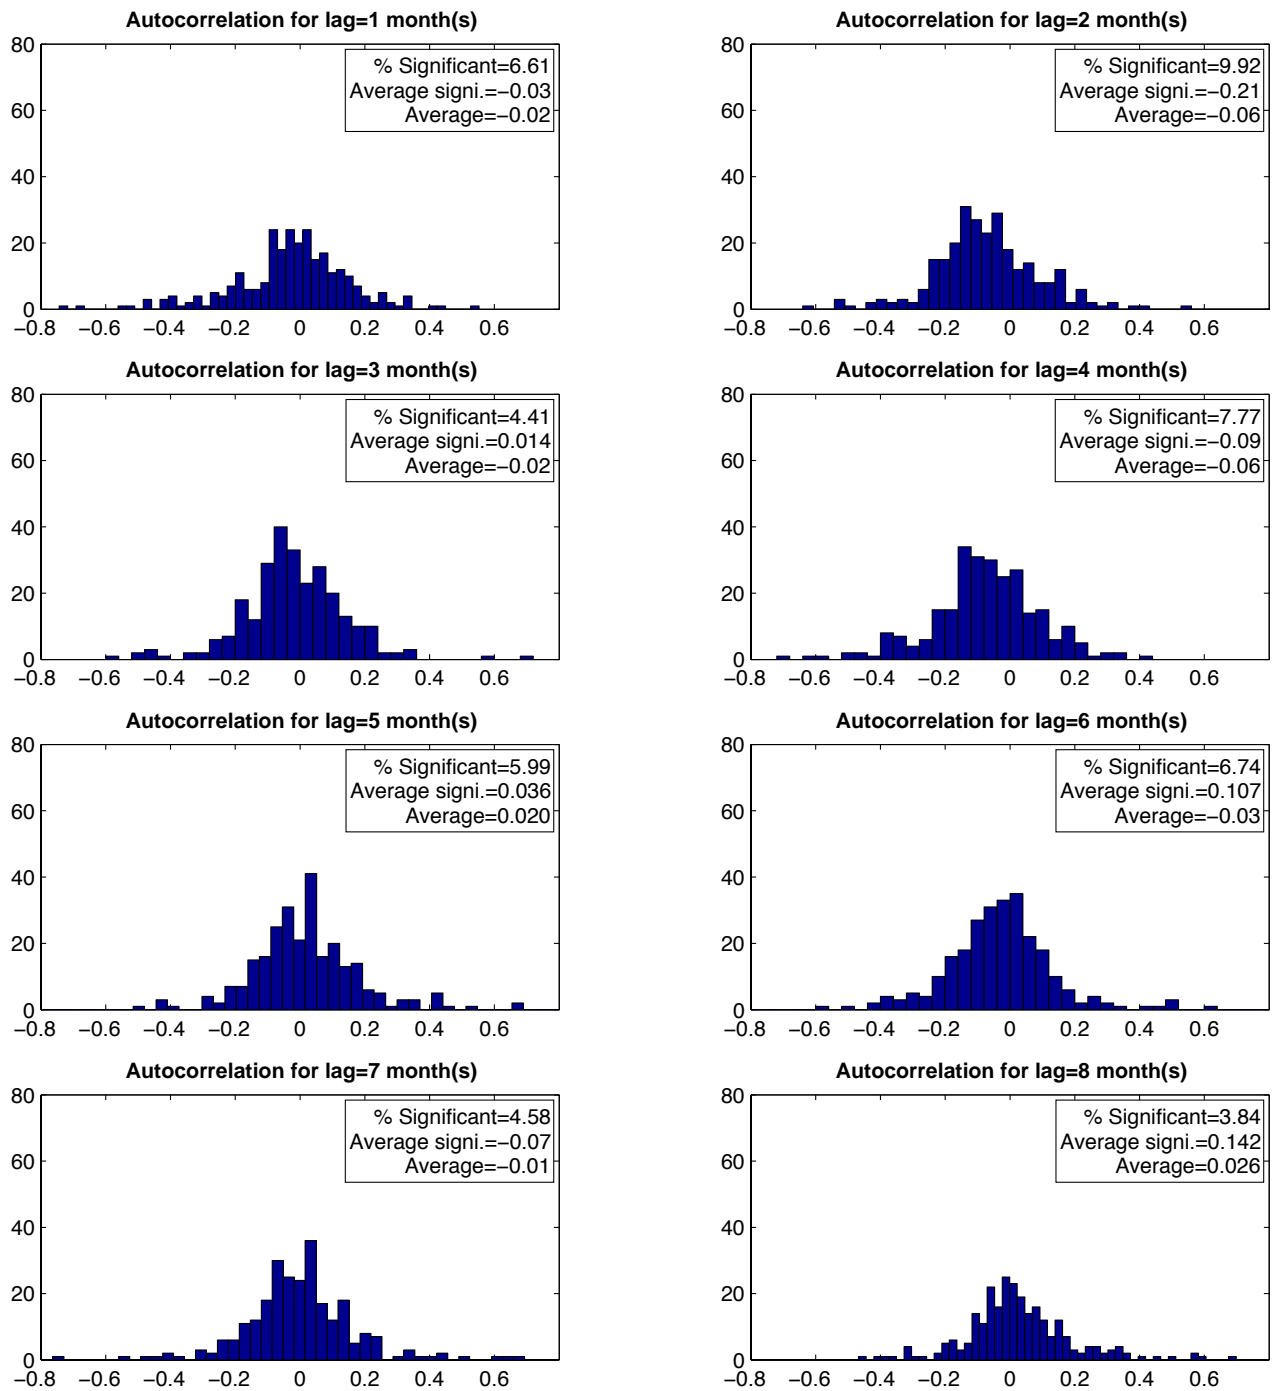 Autocorrelation for lag=1 month(s)
80
60
40
20
0
% Significant=6.61
Average signi.=−0.03
Average=−0.02
−0.8 −0.6 −0.4 −0.2 0 0.2 0.4 0.6
Autocorrelation for lag=2 month(s)
80
60
40
20
0
% Significant=9.92
Average signi.=−0.21
Average=−0.06
−0.8 −0.6 −0.4 −0.2 0 0.2 0.4 0.6
Autocorrelation for lag=3 month(s)
80
60
40
20
0
% Significant=4.41
Average signi.=0.014
Average=−0.02
−0.8 −0.6 −0.4 −0.2 0 0.2 0.4 0.6
Autocorrelation for lag=4 month(s)
80
60
40
20
0
% Significant=7.77
Average signi.=−0.09
Average=−0.06
−0.8 −0.6 −0.4 −0.2 0 0.2 0.4 0.6
Autocorrelation for lag=5 month(s)
80
60
40
20
0
% Significant=5.99
Average signi.=0.036
Average=0.020
−0.8 −0.6 −0.4 −0.2 0 0.2 0.4 0.6
Autocorrelation for lag=6 month(s)
80
60
40
20
0
% Significant=6.74
Average signi.=0.107
Average=−0.03
−0.8 −0.6 −0.4 −0.2 0 0.2 0.4 0.6
Autocorrelation for lag=7 month(s)
80
60
40
20
0
% Significant=4.58
Average signi.=−0.07
Average=−0.01
−0.8 −0.6 −0.4 −0.2 0 0.2 0.4 0.6
Autocorrelation for lag=8 month(s)
80
60
40
20
0
% Significant=3.84
Average signi.=0.142
Average=0.026
−0.8 −0.6 −0.4 −0.2 0 0.2 0.4 0.6